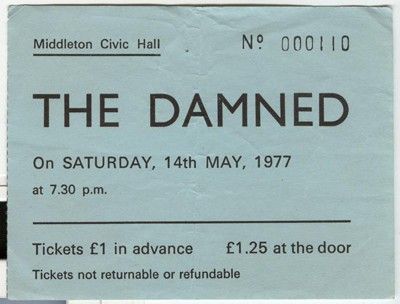 Middleton Civic Hall Nº 000110
THE DAMNED
On SATURDAY, 14th MAY, 1977
at 7.30 p.m.
Tickets £1 in advance £1.25 at the door
Tickets not returnable or refundable